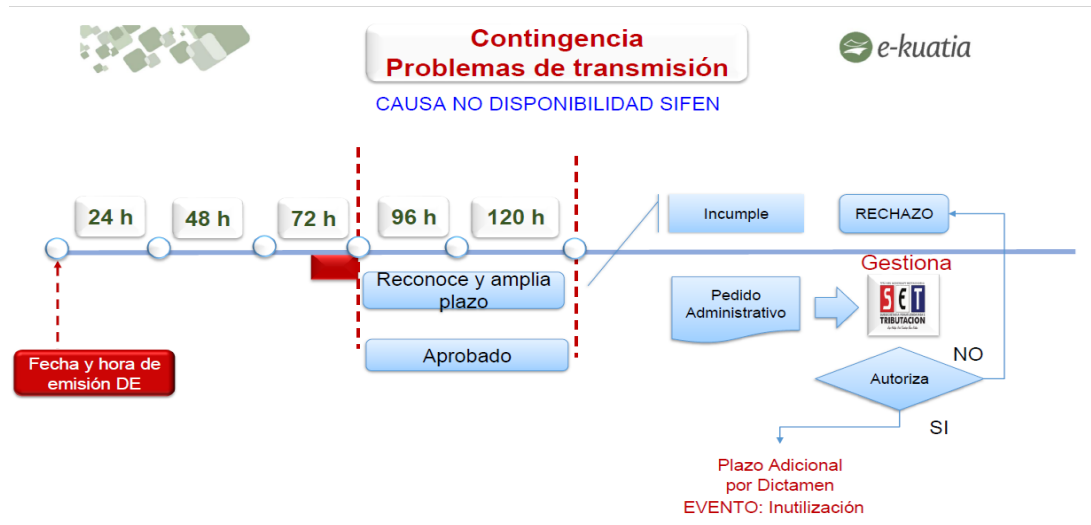 Contingencia
Problemas de transmisión
e-kuatia
CAUSA NO DISPONIBILIDAD SIFEN
24 h
48 h
72 h
96 h
120 h
Incumple
RECHAZO
Reconoce y amplia
plazo
Gestiona
Pedido
Administrativo
SET
TRIBUTACION
Aprobado
Fecha y hora de
emisión DE
NO
Autoriza
SI
Plazo Adicional
por Dictamen
EVENTO: Inutilización